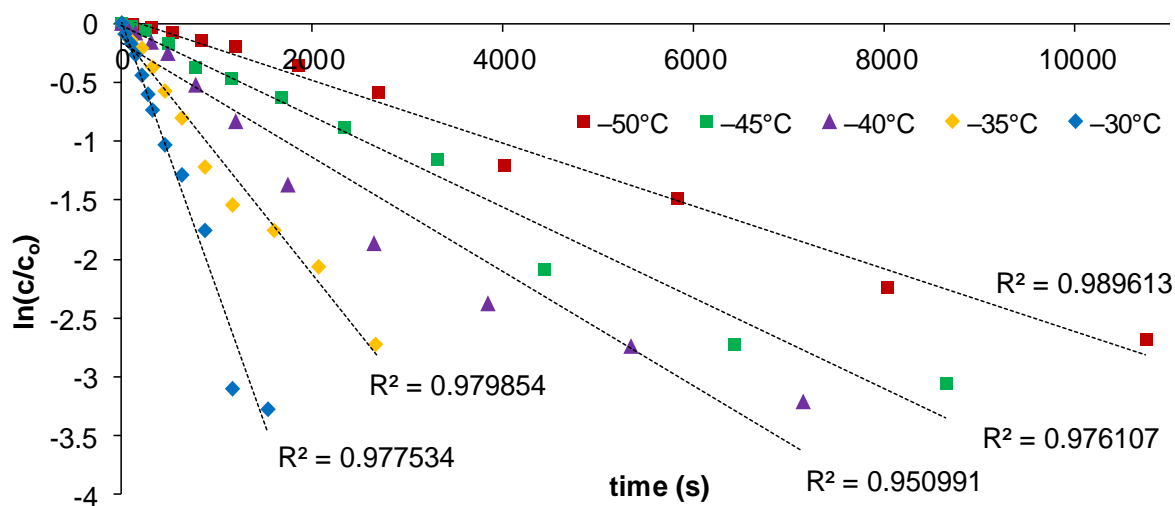 0
0 2000 4000 6000 8000 10000
-0.5
–50°C –45°C –40°C –35°C –30°C
-1
-1.5
-2
R² = 0.989613
-2.5
-3
R² = 0.979854
-3.5
R² = 0.977534
R² = 0.976107
R² = 0.950991
-4
ln(c/cₒ)
time (s)